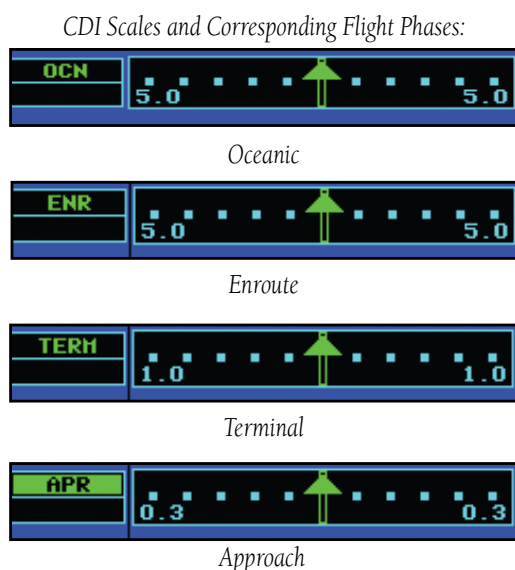 CDI Scales and Corresponding Flight Phases:
OCN
5.0 5.0
Oceanic
ENR
5.0 5.0
Enroute
TERM
1.0 1.0
Terminal
APR
0.3 0.3
Approach